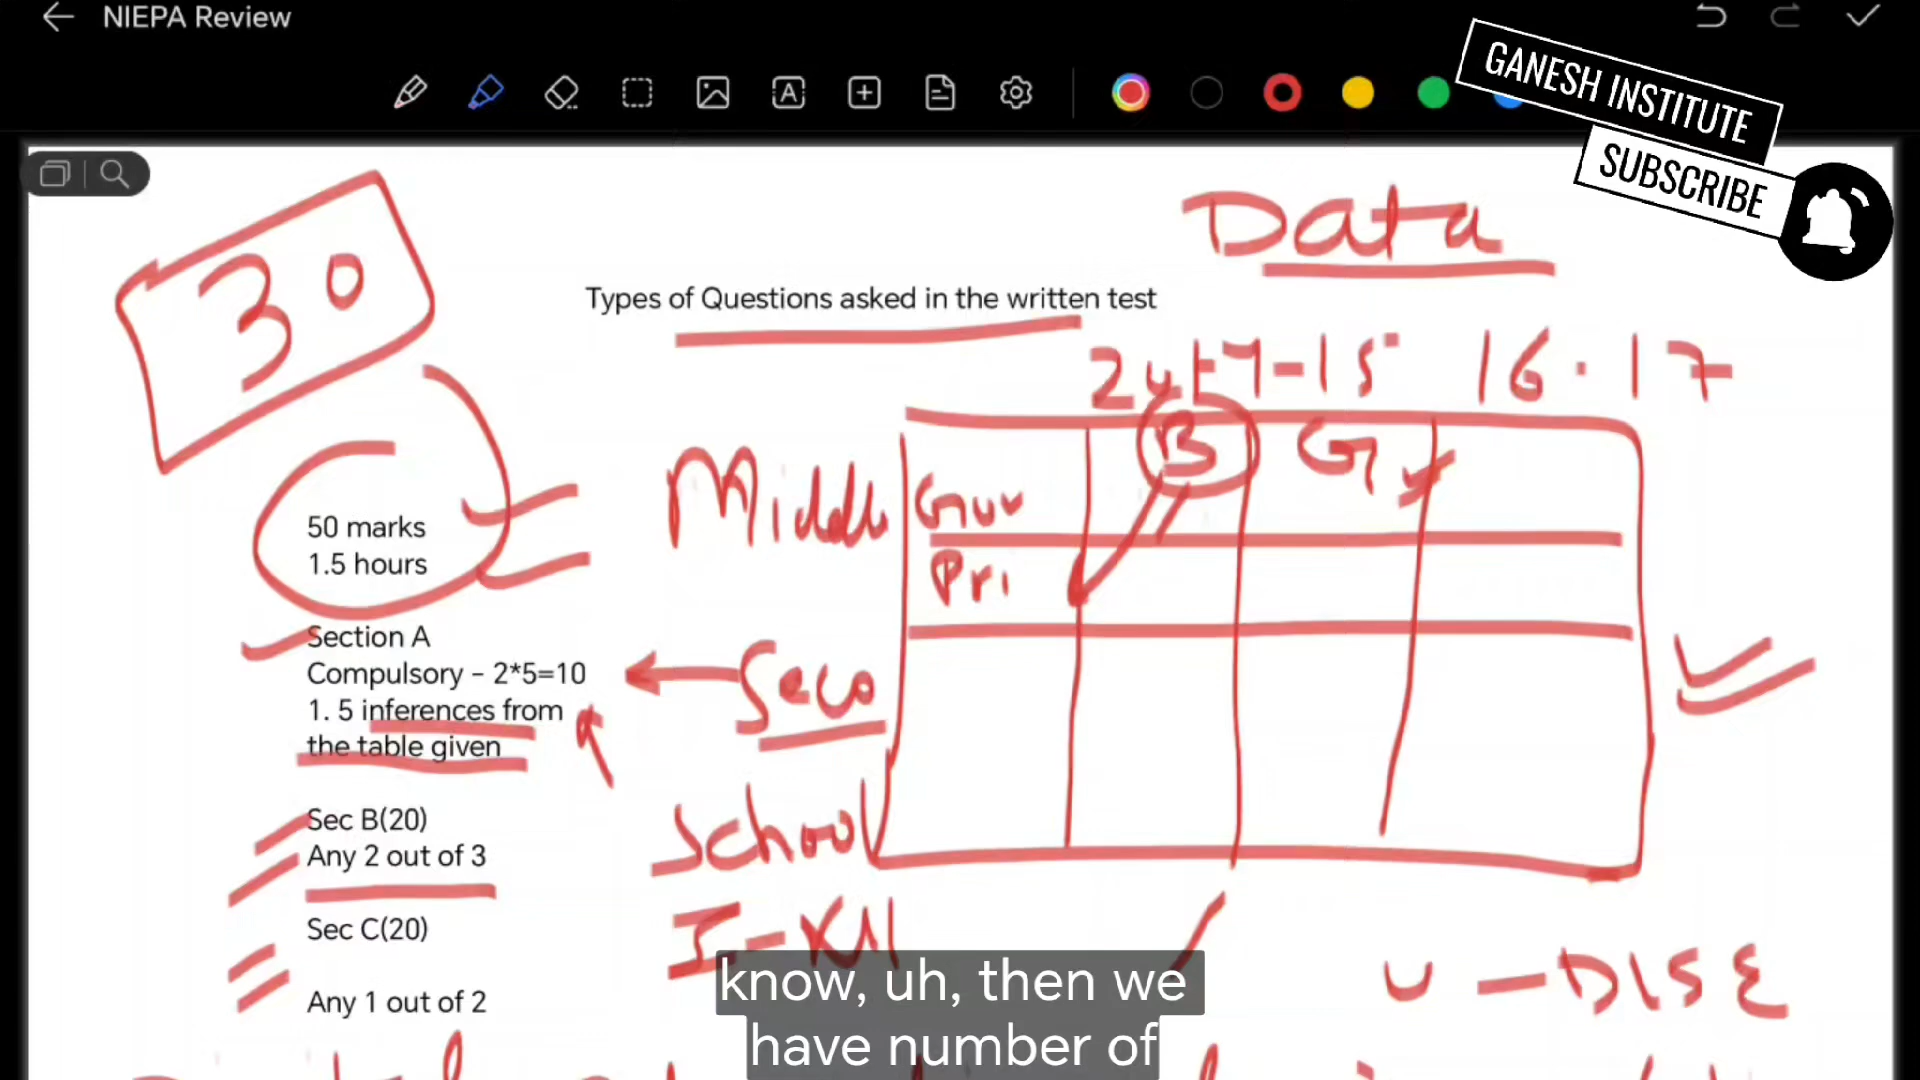 NIEPA Review
GANESH INSTITUTE
SUBSCRIBE
Data
30
Types of Questions asked in the written test
16.17
B G
Middle Guv
Pri
50 marks
1.5 hours
Section A
Compulsory - 2*5=10
1. 5 inferences from
the table given
Seco
School
Sec B(20)
Any 2 out of 3
Sec C(20)
Any 1 out of 2
I-XII
U-DISE
know, uh, then we
have number of